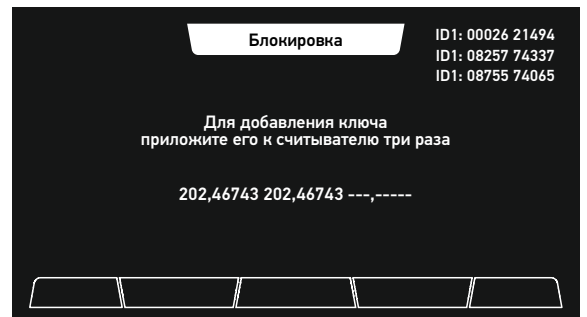 Блокировка
ID1: 00026 21494
ID1: 08257 74337
ID1: 08755 74065
Для добавления ключа
приложите его к считывателю три раза
202,46743 202,46743 ---,-----